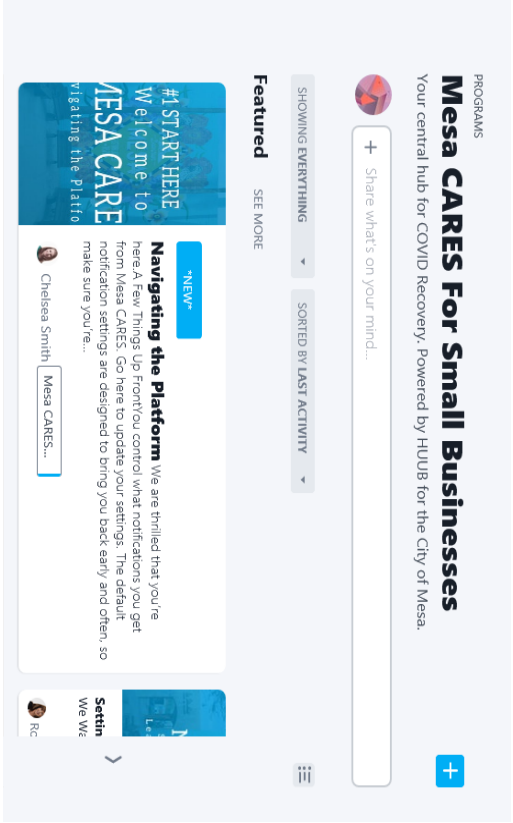 PROGRAMS
Mesa CARES For Small Businesses
Your central hub for COVID Recovery. Powered by HUUB for the City of Mesa.
+ Share what's on your mind...
SHOWING EVERYTHING
SORTED BY LAST ACTIVITY
Featured SEE MORE
#1 START HERE
Welcome to
MESA CARE
vigating the Platfo
*NEW*
Navigating the Platform We are thrilled that you're
here.A Few Things Up FrontYou control what notifications you get
from Mesa CARES. Go here to update your settings. The default
notification settings are designed to bring you back early and often, so
make sure you're...
Chelsea Smith Mesa CARES...
N
S
Lea
Settin
We Wa
Ro